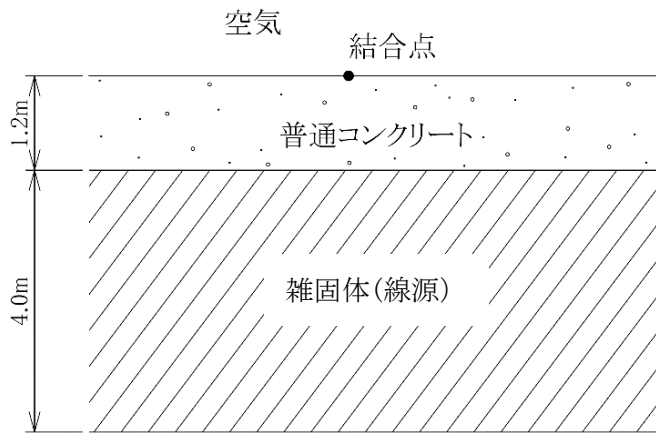 空気
結合点
1.2m
普通コンクリート
4.0m
雑固体(線源)